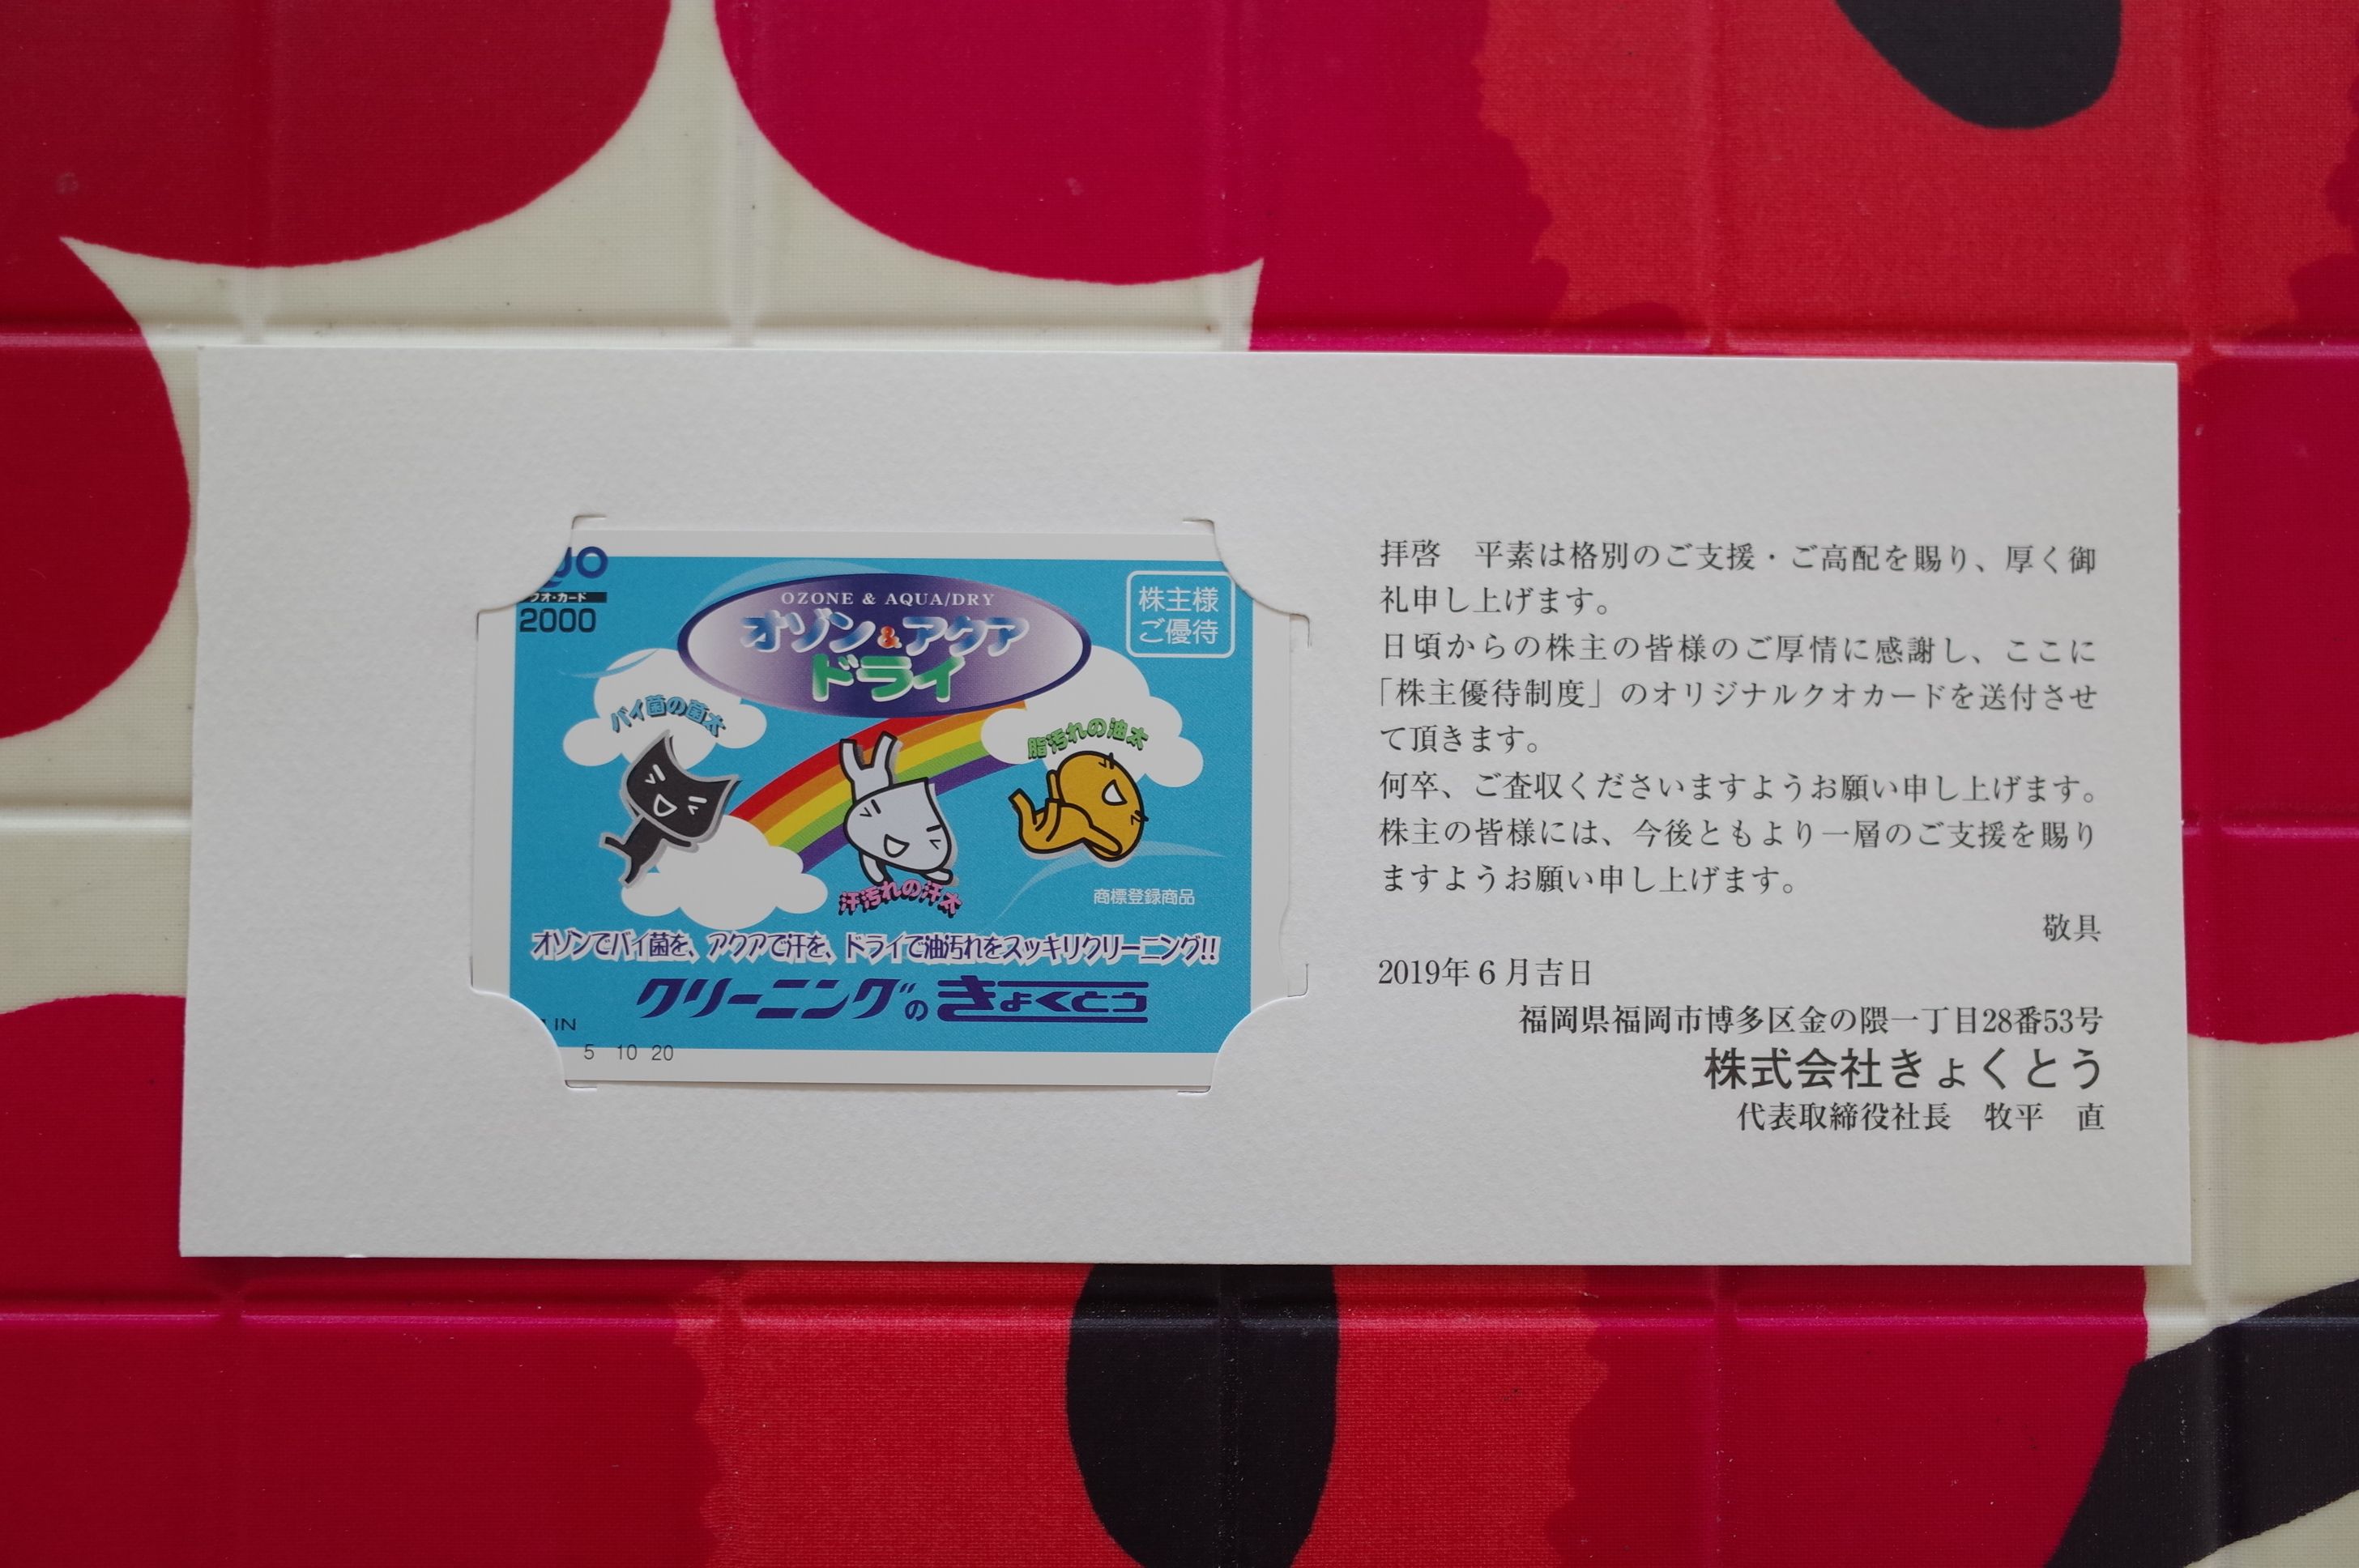 UO
クオ・カード
2000
OZONE & AQUA/DRY
オゾン&アクア
ドライ
株主様
ご優待
バイ菌の菌太
脂汚れの油太
汗汚れの汗太
商標登録商品
オゾンでバイ菌を、アクアで汗を、ドライで油汚れをスッキリクリーニング!!
クリーニングのきょくとう
IN
5 10 20
拝啓　平素は格別のご支援・ご高配を賜り、厚く御
礼申し上げます。
日頃からの株主の皆様のご厚情に感謝し、ここに
「株主優待制度」のオリジナルクオカードを送付させ
て頂きます。
何卒、ご査収くださいますようお願い申し上げます。
株主の皆様には、今後ともより一層のご支援を賜り
ますようお願い申し上げます。
敬具
2019年6月吉日
福岡県福岡市博多区金の隈一丁目28番53号
株式会社きょくとう
代表取締役社長　牧平　直